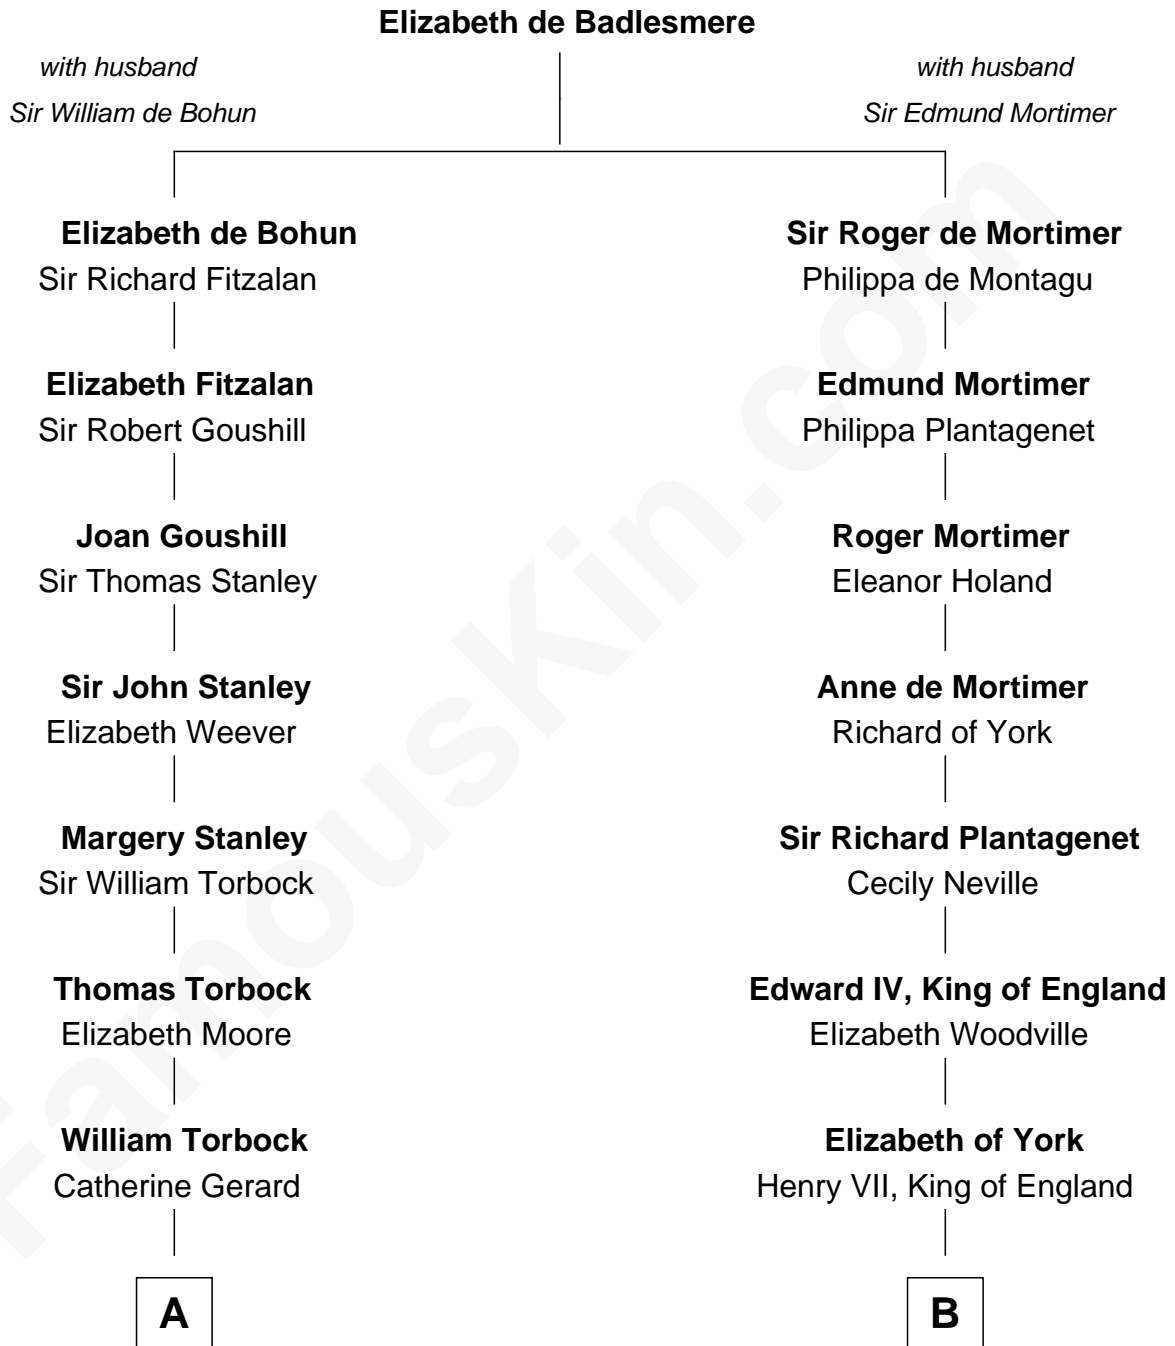 Elizabeth de Badlesmere
with husband
Sir William de Bohun
with husband
Sir Edmund Mortimer
Elizabeth de Bohun
Sir Richard Fitzalan
Sir Roger de Mortimer
Philippa de Montagu
Elizabeth Fitzalan
Sir Robert Goushill
Edmund Mortimer
Philippa Plantagenet
Joan Goushill
Sir Thomas Stanley
Roger Mortimer
Eleanor Holand
Sir John Stanley
Elizabeth Weever
Anne de Mortimer
Richard of York
Margery Stanley
Sir William Torbock
Sir Richard Plantagenet
Cecily Neville
Thomas Torbock
Elizabeth Moore
Edward IV, King of England
Elizabeth Woodville
William Torbock
Catherine Gerard
Elizabeth of York
Henry VII, King of England
A
B
FamousKin.com